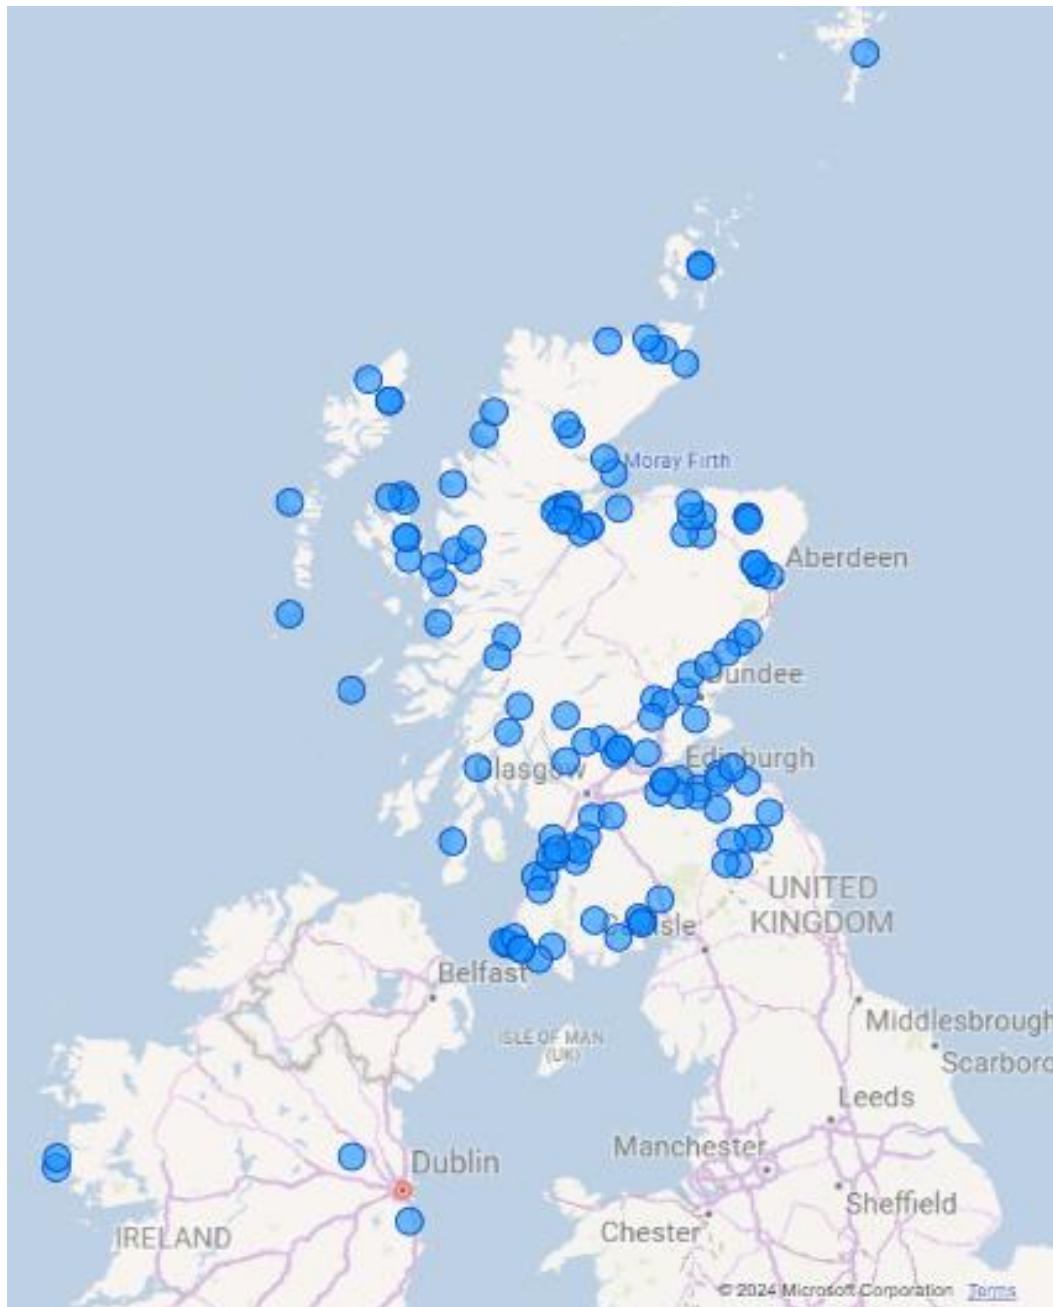 Moray Firth
Aberdeen
Dundee
Edinburgh
Glasgow
UNITED
KINGDOM
Carlisle
Belfast
ISLE OF MAN
(UK)
Middlesbrough
Scarboro
Leeds
Manchester
Dublin
Sheffield
Chester
IRELAND
© 2024 Microsoft Corporation Terms